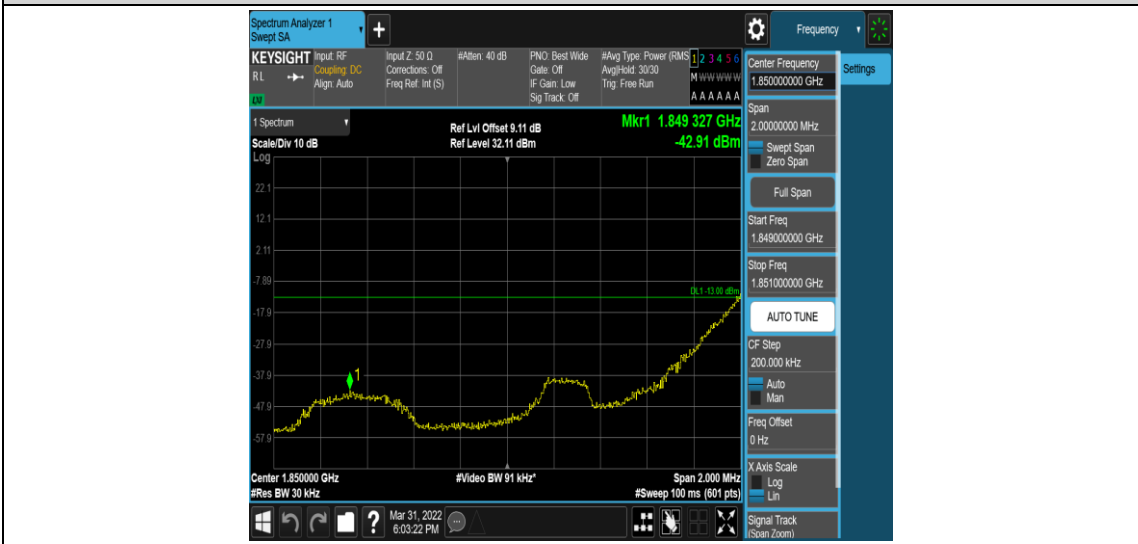 Spectrum Analyzer 1
Swept SA
+
Frequency
KEYSIGHT
RL
LXI
Input: RF
Coupling: DC
Align: Auto
Input Z: 50 Ω
Corrections: Off
Freq Ref: Int (S)
#Atten: 40 dB
PNO: Best Wide
Gate: Off
IF Gain: Low
Sig Track: Off
#Avg Type: Power (RMS
Avg|Hold: 30/30
Trig: Free Run
1 2 3 4 5 6
M W W W W W
A A A A A A
1 Spectrum
Scale/Div 10 dB
Log
Ref Lvl Offset 9.11 dB
Ref Level 32.11 dBm
Mkr1 1.849 327 GHz
-42.91 dBm
22.1
12.1
2.11
-7.89
-17.9
-27.9
-37.9
-47.9
-57.9
DL1 -13.00 dBm
1
Center 1.850000 GHz
#Res BW 30 kHz
#Video BW 91 kHz*
Span 2.000 MHz
#Sweep 100 ms (601 pts)
Center Frequency
1.850000000 GHz
Settings
Span
2.00000000 MHz
Swept Span
Zero Span
Full Span
Start Freq
1.849000000 GHz
Stop Freq
1.851000000 GHz
AUTO TUNE
CF Step
200.000 kHz
Auto
Man
Freq Offset
0 Hz
X Axis Scale
Log
Lin
Signal Track
(Span Zoom)
?
Mar 31, 2022
6:03:22 PM